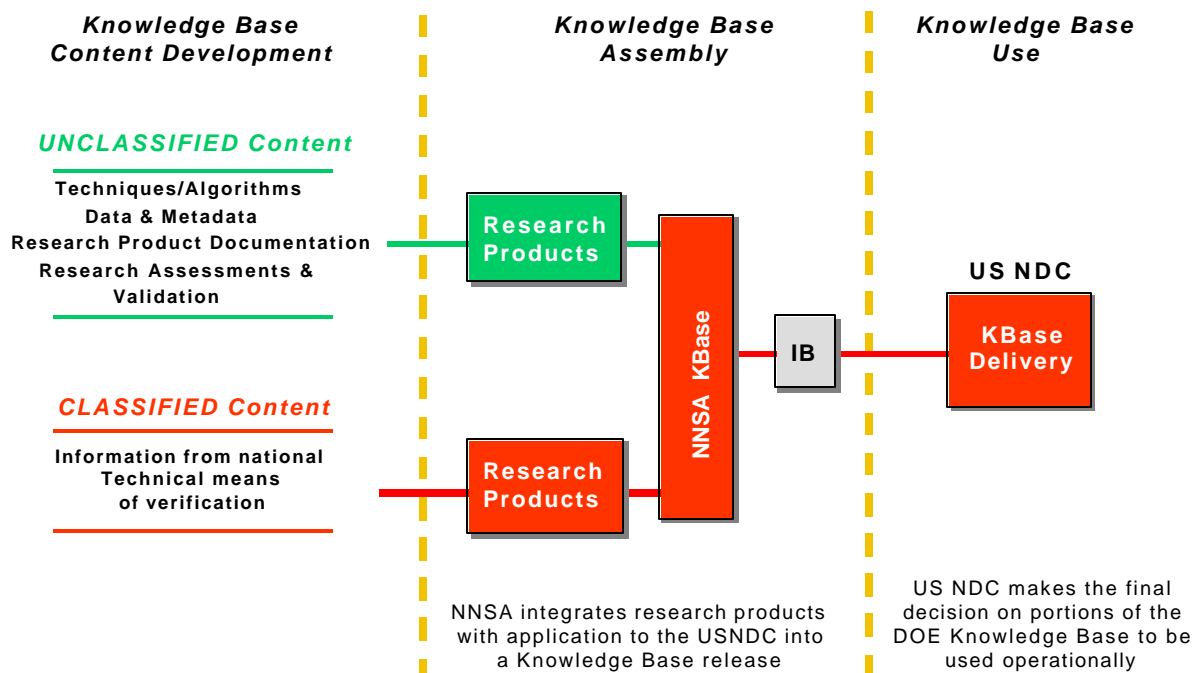 Knowledge Base
Content Development
UNCLASSIFIED Content
Techniques/Algorithms
Data & Metadata
Research Product Documentation
Research Assessments &
Validation
CLASSIFIED Content
Information from national
Technical means
of verification
Knowledge Base
Assembly
Research
Products
Research
Products
NNSA KBase
IB
NNSA integrates research products
with application to the USNDC into
a Knowledge Base release
Knowledge Base
Use
US NDC
KBase
Delivery
US NDC makes the final
decision on portions of the
DOE Knowledge Base to be
used operationally